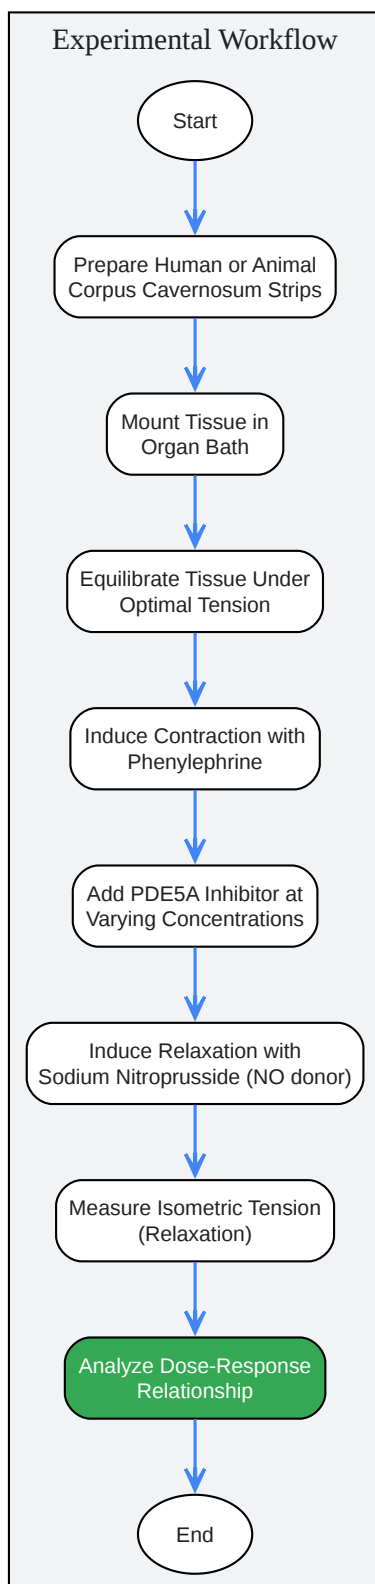 Experimental Workflow
Start
Prepare Human or Animal
Corpus Cavernosum Strips
Mount Tissue in
Organ Bath
Equilibrate Tissue Under
Optimal Tension
Induce Contraction with
Phenylephrine
Add PDE5A Inhibitor at
Varying Concentrations
Induce Relaxation with
Sodium Nitroprusside (NO donor)
Measure Isometric Tension
(Relaxation)
Analyze Dose-Response
Relationship
End